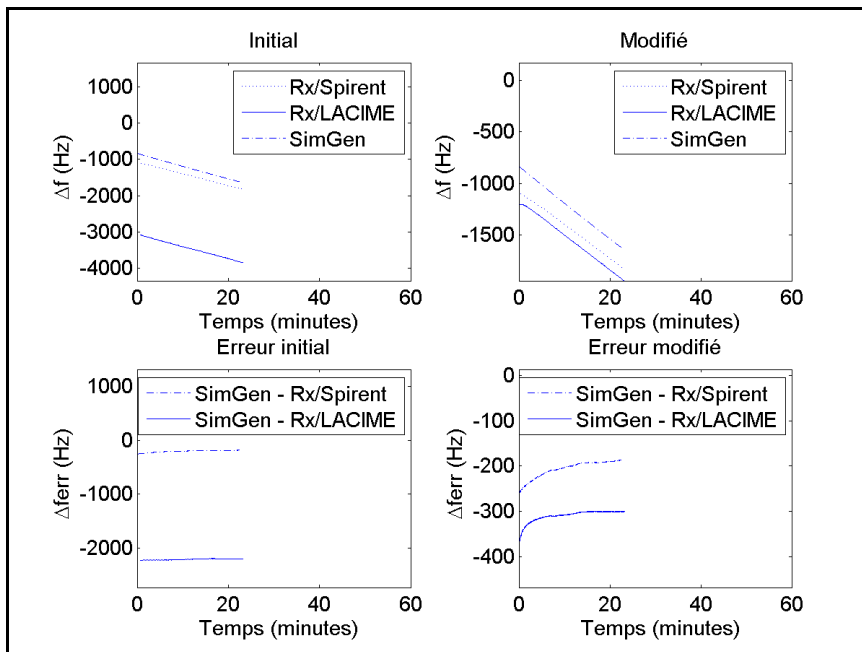 Initial
1000
0
-1000
-2000
-3000
-4000
Δf (Hz)
Rx/Spirent
Rx/LACIME
SimGen
0 20 40 60
Temps (minutes)
Modifié
0
-500
-1000
-1500
Δf (Hz)
Rx/Spirent
Rx/LACIME
SimGen
0 20 40 60
Temps (minutes)
Erreur initial
1000
0
-1000
-2000
Δferr (Hz)
SimGen - Rx/Spirent
SimGen - Rx/LACIME
0 20 40 60
Temps (minutes)
Erreur modifié
0
-100
-200
-300
-400
Δferr (Hz)
SimGen - Rx/Spirent
SimGen - Rx/LACIME
0 20 40 60
Temps (minutes)